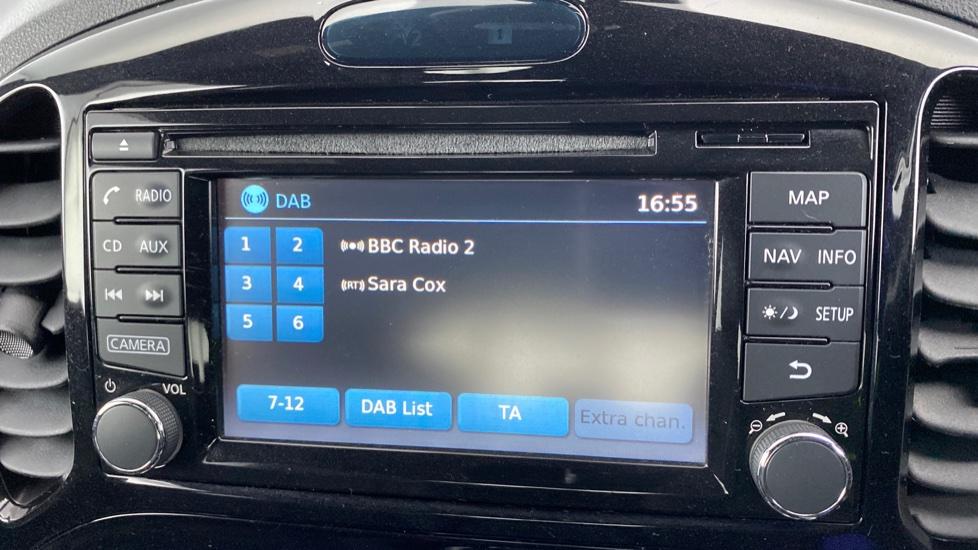 DAB 16:55
1 2 BBC Radio 2
3 4 (RT) Sara Cox
5 6
7-12 DAB List TA Extra chan.
RADIO
CD AUX
CAMERA
VOL
MAP
NAV INFO
SETUP